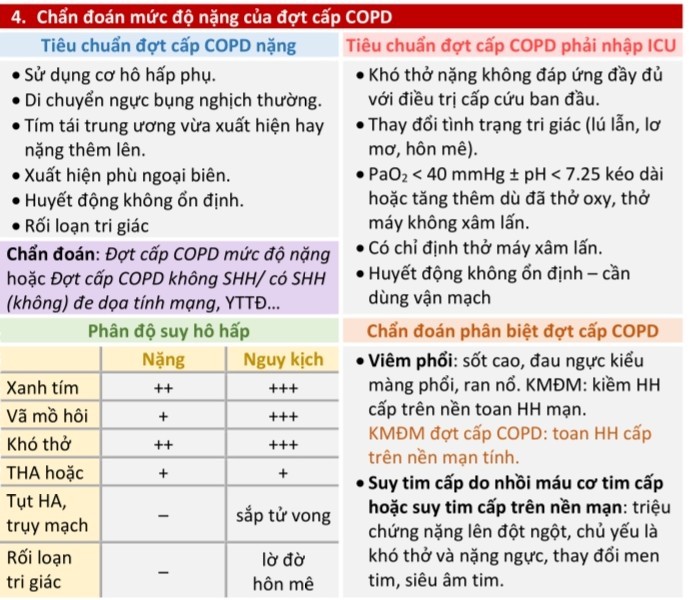 4. Chẩn đoán mức độ nặng của đợt cấp COPD
Tiêu chuẩn đợt cấp COPD nặng
• Sử dụng cơ hô hấp phụ.
• Di chuyển ngực bụng nghịch thường.
• Tím tái trung ương vừa xuất hiện hay
nặng thêm lên.
• Xuất hiện phù ngoại biên.
• Huyết động không ổn định.
• Rối loạn tri giác
Chẩn đoán: Đợt cấp COPD mức độ nặng
hoặc Đợt cấp COPD không SHH/ có SHH
(không) đe dọa tính mạng, YTTĐ...
Tiêu chuẩn đợt cấp COPD phải nhập ICU
• Khó thở nặng không đáp ứng đầy đủ
với điều trị cấp cứu ban đầu.
• Thay đổi tình trạng tri giác (lú lẫn, lơ
mơ, hôn mê).
• PaO₂ < 40 mmHg ± pH < 7.25 kéo dài
hoặc tăng thêm dù đã thở oxy, thở
máy không xâm lấn.
• Có chỉ định thở máy xâm lấn.
• Huyết động không ổn định – cần
dùng vận mạch
Phân độ suy hô hấp
Nặng Nguy kịch
Xanh tím ++ +++
Vã mồ hôi + +++
Khó thở ++ +++
THA hoặc + +
Tụt HA,
trụy mạch – sắp tử vong
Rối loạn
tri giác – lờ đờ
hôn mê
Chẩn đoán phân biệt đợt cấp COPD
• Viêm phổi: sốt cao, đau ngực kiểu
màng phổi, ran nổ. KMĐM: kiềm HH
cấp trên nền toan HH mạn.
KMĐM đợt cấp COPD: toan HH cấp
trên nền mạn tính.
• Suy tim cấp do nhồi máu cơ tim cấp
hoặc suy tim cấp trên nền mạn: triệu
chứng nặng lên đột ngột, chủ yếu là
khó thở và nặng ngực, thay đổi men
tim, siêu âm tim.